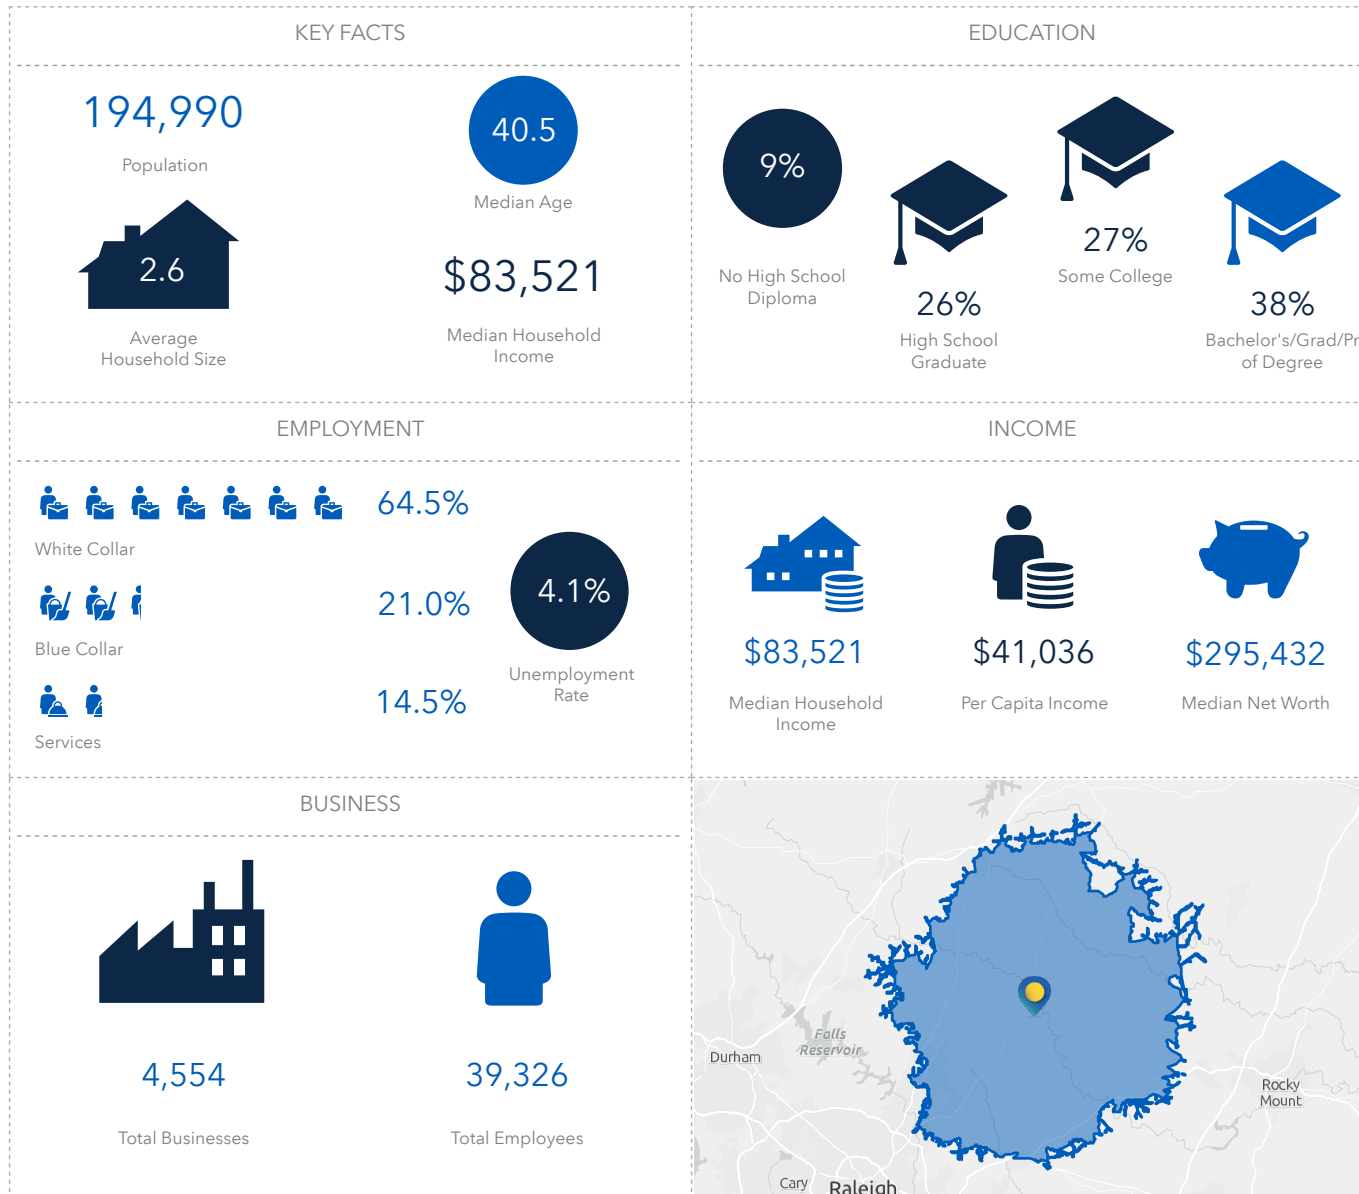 KEY FACTS
194,990
Population
40.5
Median Age
2.6
Average
Household Size
$83,521
Median Household
Income
EDUCATION
9%
No High School
Diploma
26%
High School
Graduate
27%
Some College
38%
Bachelor's/Grad/Pr
of Degree
EMPLOYMENT
64.5%
White Collar
21.0%
Blue Collar
14.5%
Services
4.1%
Unemployment
Rate
INCOME
$83,521
Median Household
Income
$41,036
Per Capita Income
$295,432
Median Net Worth
BUSINESS
4,554
Total Businesses
39,326
Total Employees
Falls
Reservoir
Durham
Rocky
Mount
Cary
Raleigh